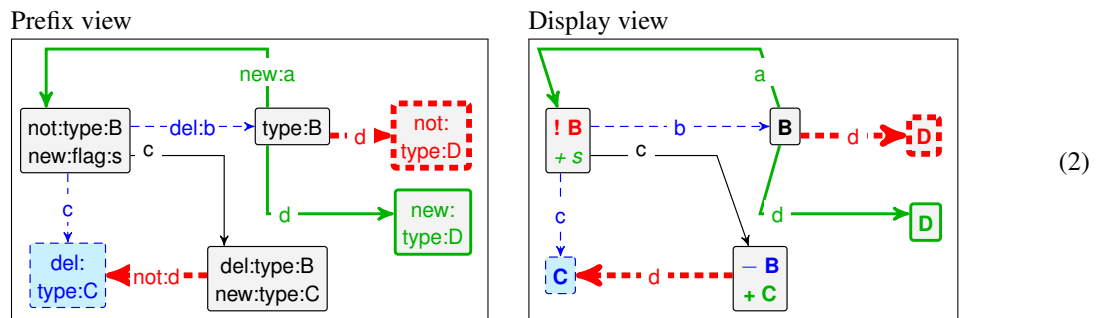 Prefix view
new:a
not:type:B
new:flag:s
del:b
type:B
d
not:
type:D
c
c
d
new:
type:D
del:
type:C
not:d
del:type:B
new:type:C
Display view
a
! B
+ s
b
B
d
D
c
c
d
D
C
d
− B
+ C
(2)